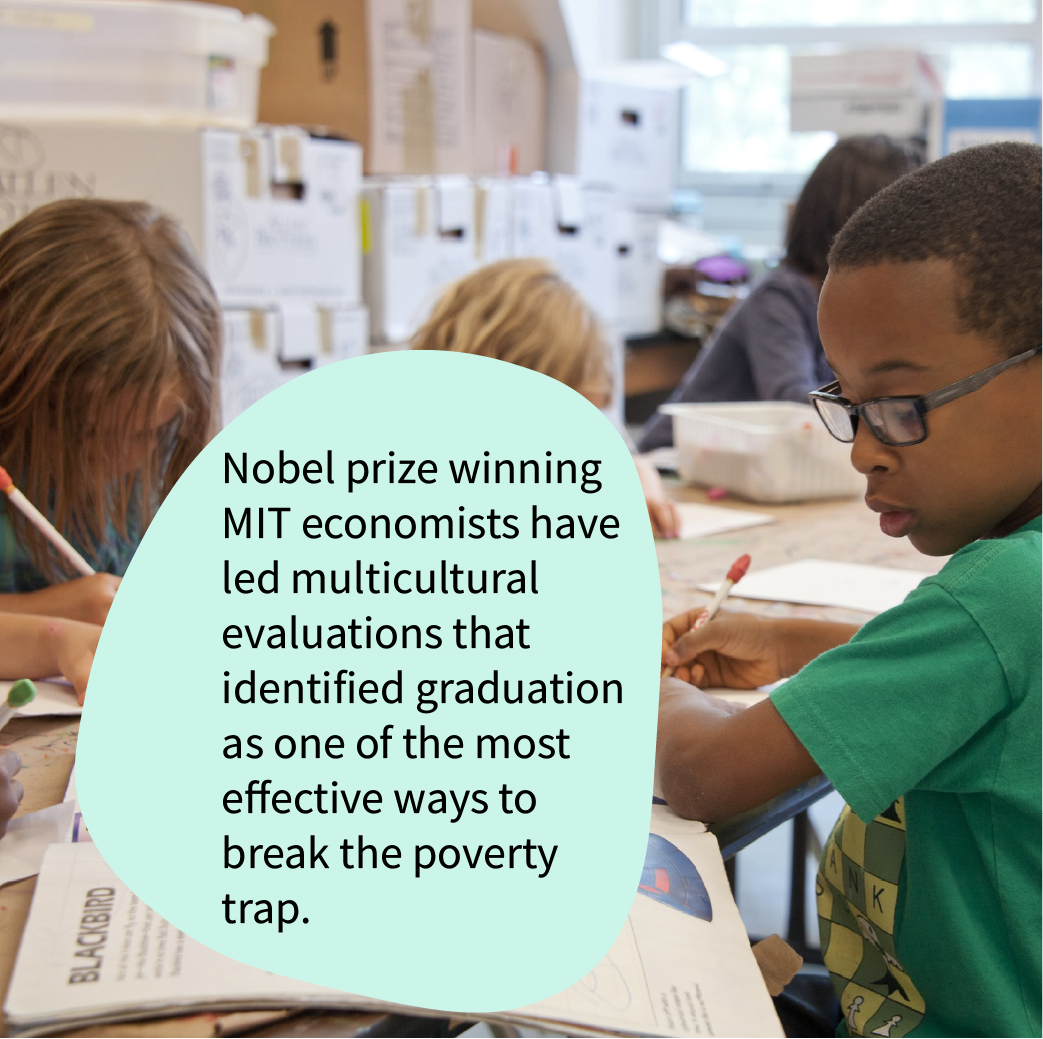 Nobel prize winning
MIT economists have
led multicultural
evaluations that
identified graduation
as one of the most
effective ways to
break the poverty
trap.
BLACKBIRD